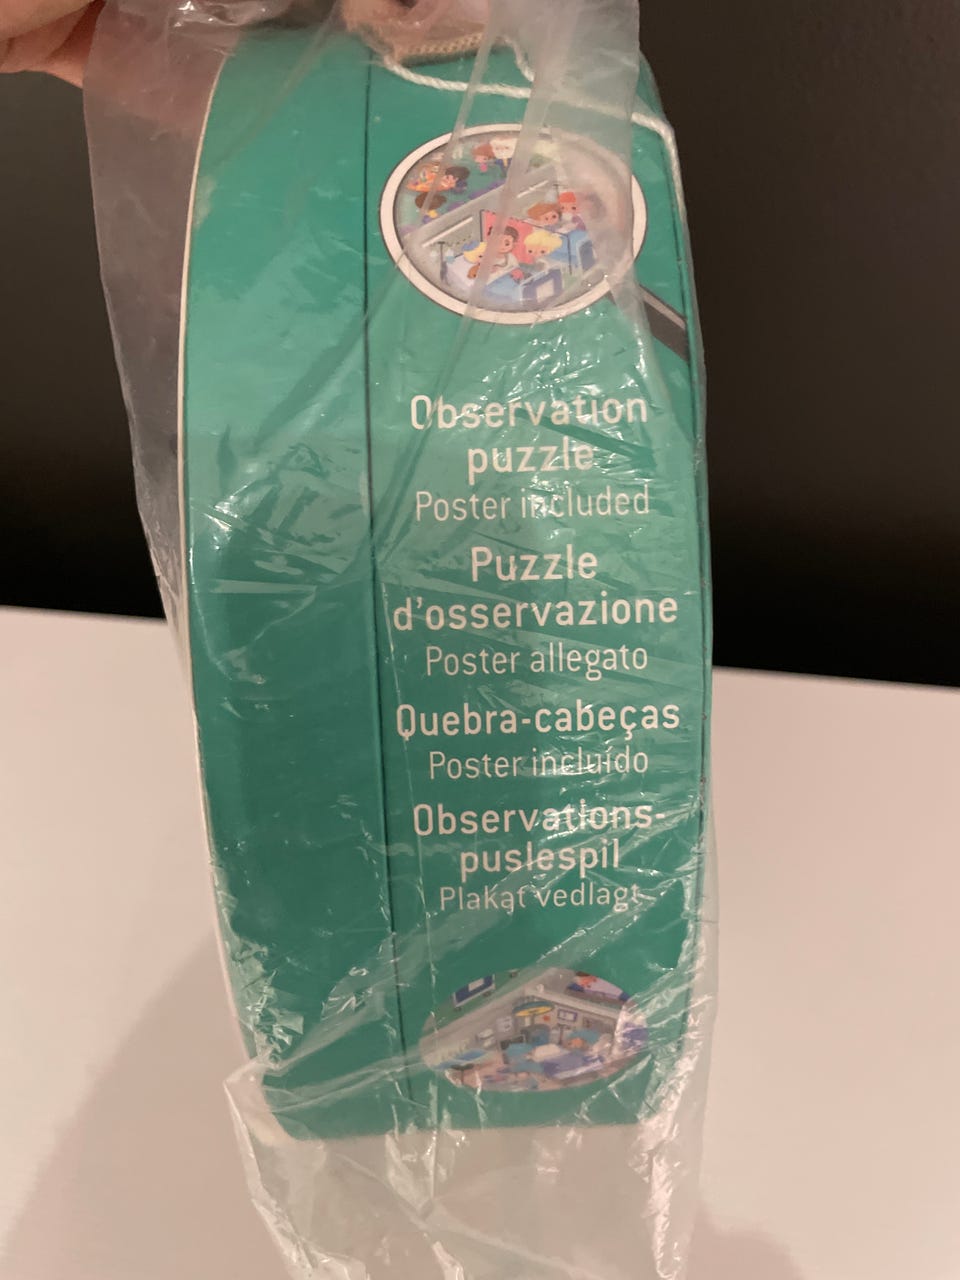 Observation
puzzle
Poster included
Puzzle
d'osservazione
Poster allegato
Quebra-cabeças
Poster incluído
Observations-
puslespil
Plakat vedlagt